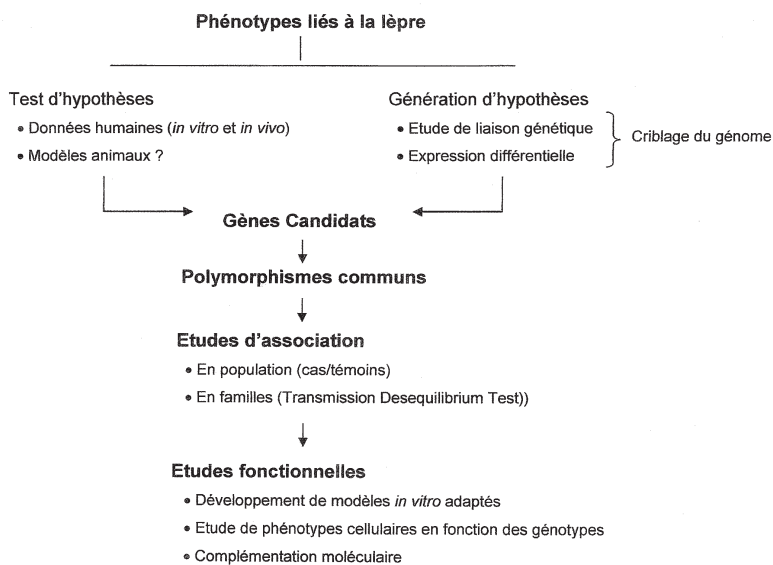 Phénotypes liés à la lèpre
Test d'hypothèses
• Données humaines (in vitro et in vivo)
• Modèles animaux ?
Génération d'hypothèses
• Etude de liaison génétique
• Expression différentielle
Criblage du génome
Gènes Candidats
Polymorphismes communs
Etudes d'association
• En population (cas/témoins)
• En familles (Transmission Desequilibrium Test))
Etudes fonctionnelles
• Développement de modèles in vitro adaptés
• Etude de phénotypes cellulaires en fonction des génotypes
• Complémentation moléculaire